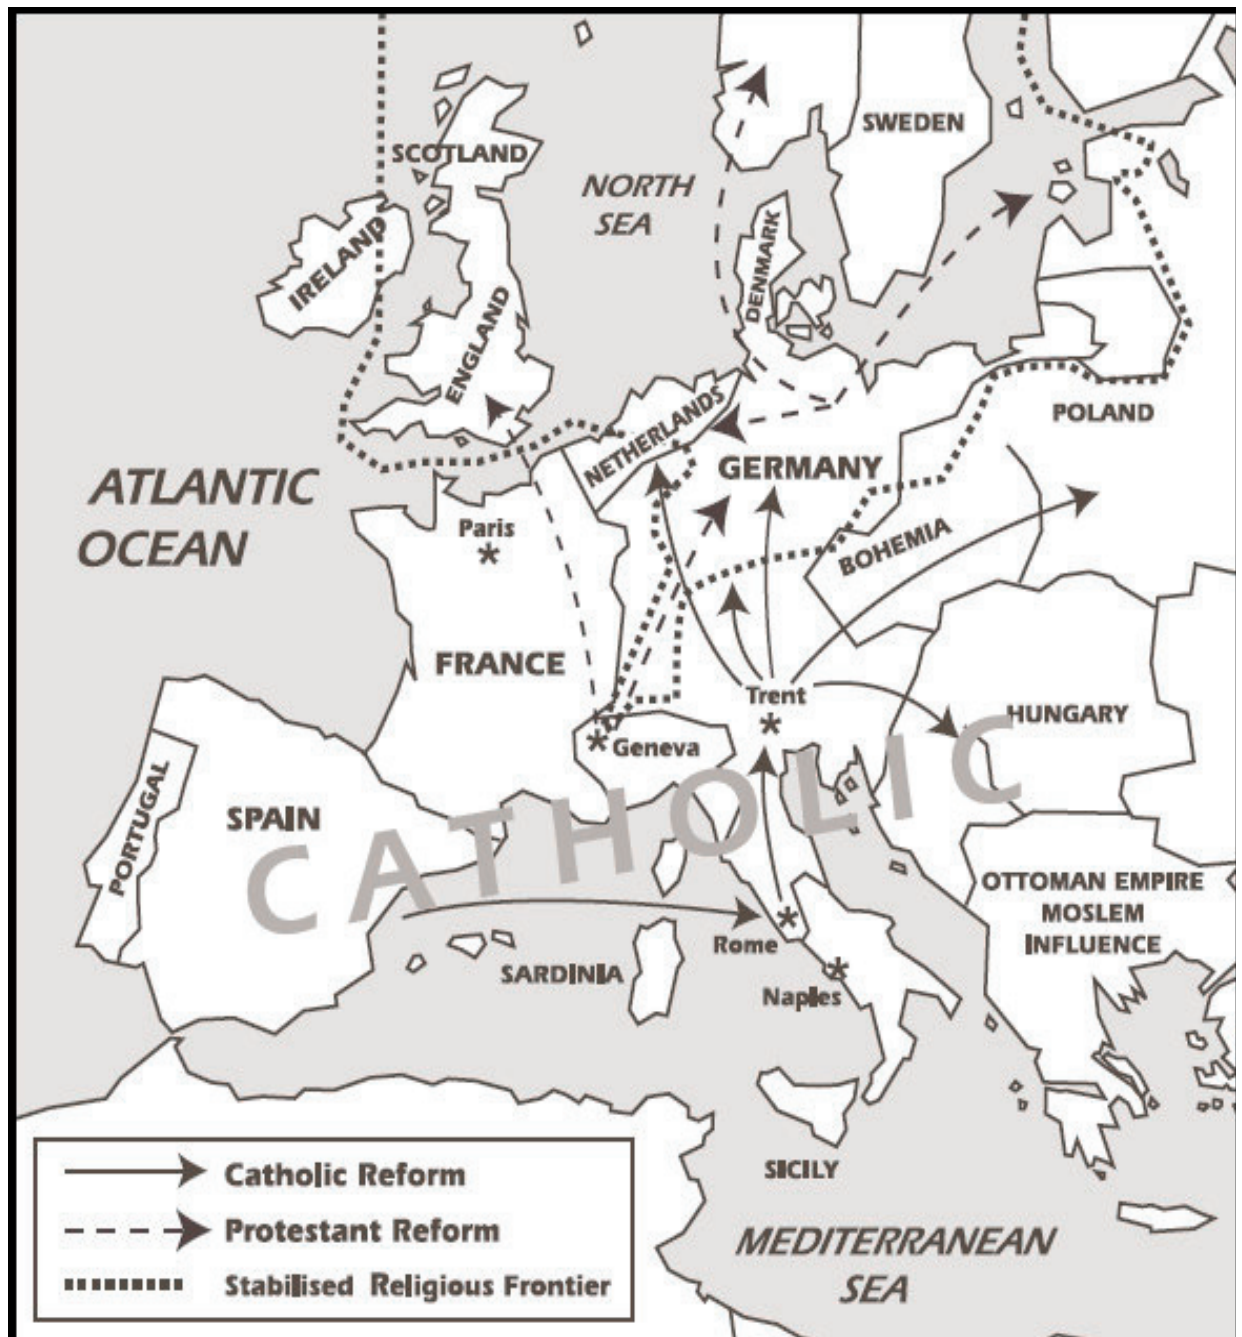 SCOTLAND
SWEDEN
NORTH
SEA
IRELAND
DENMARK
ENGLAND
NETHERLANDS
POLAND
GERMANY
ATLANTIC
OCEAN
Paris
BOHEMIA
FRANCE
Trent
HUNGARY
Geneva
PORTUGAL
SPAIN
CATHOLIC
OTTOMAN EMPIRE
MOSLEM
INFLUENCE
Rome
SARDINIA
Naples
SICILY
MEDITERRANEAN
SEA
Catholic Reform
Protestant Reform
Stabilised Religious Frontier